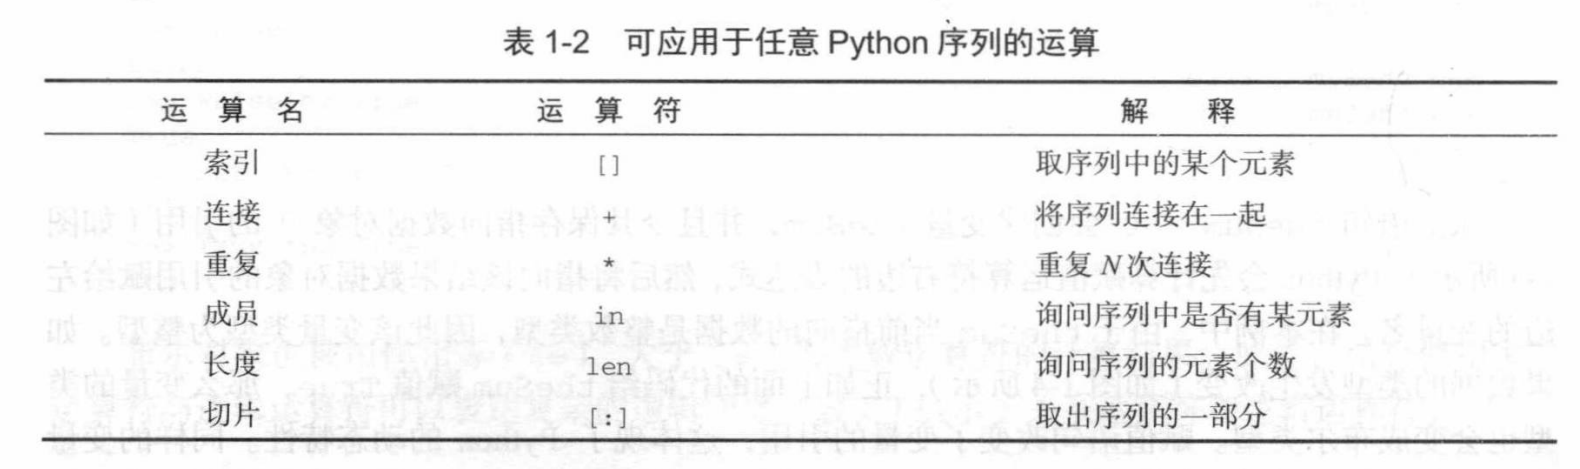 表 1-2 可应用于任意 Python 序列的运算
运算名 运算符 解释
索引 [] 取序列中的某个元素
连接 + 将序列连接在一起
重复 * 重复 N 次连接
成员 in 询问序列中是否有某元素
长度 len 询问序列的元素个数
切片 [:] 取出序列的一部分